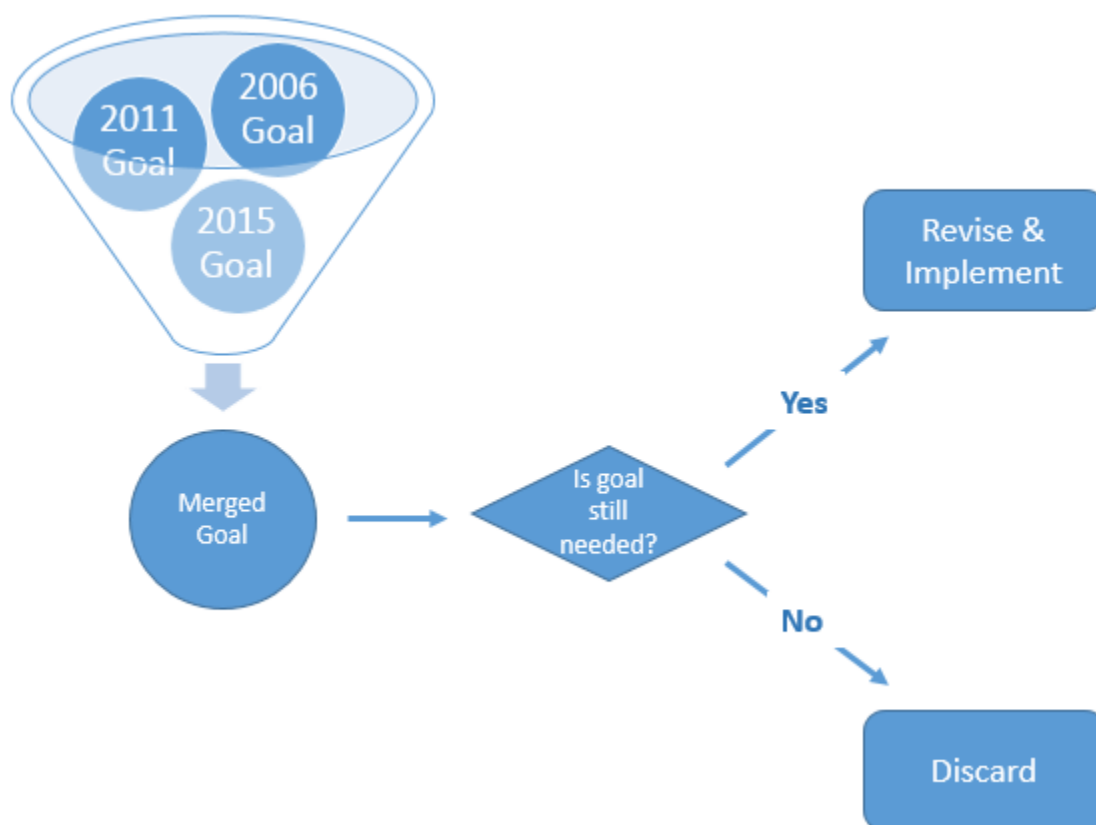 2006
Goal
2011
Goal
2015
Goal
Merged
Goal
Is goal
still
needed?
Yes
Revise &
Implement
No
Discard